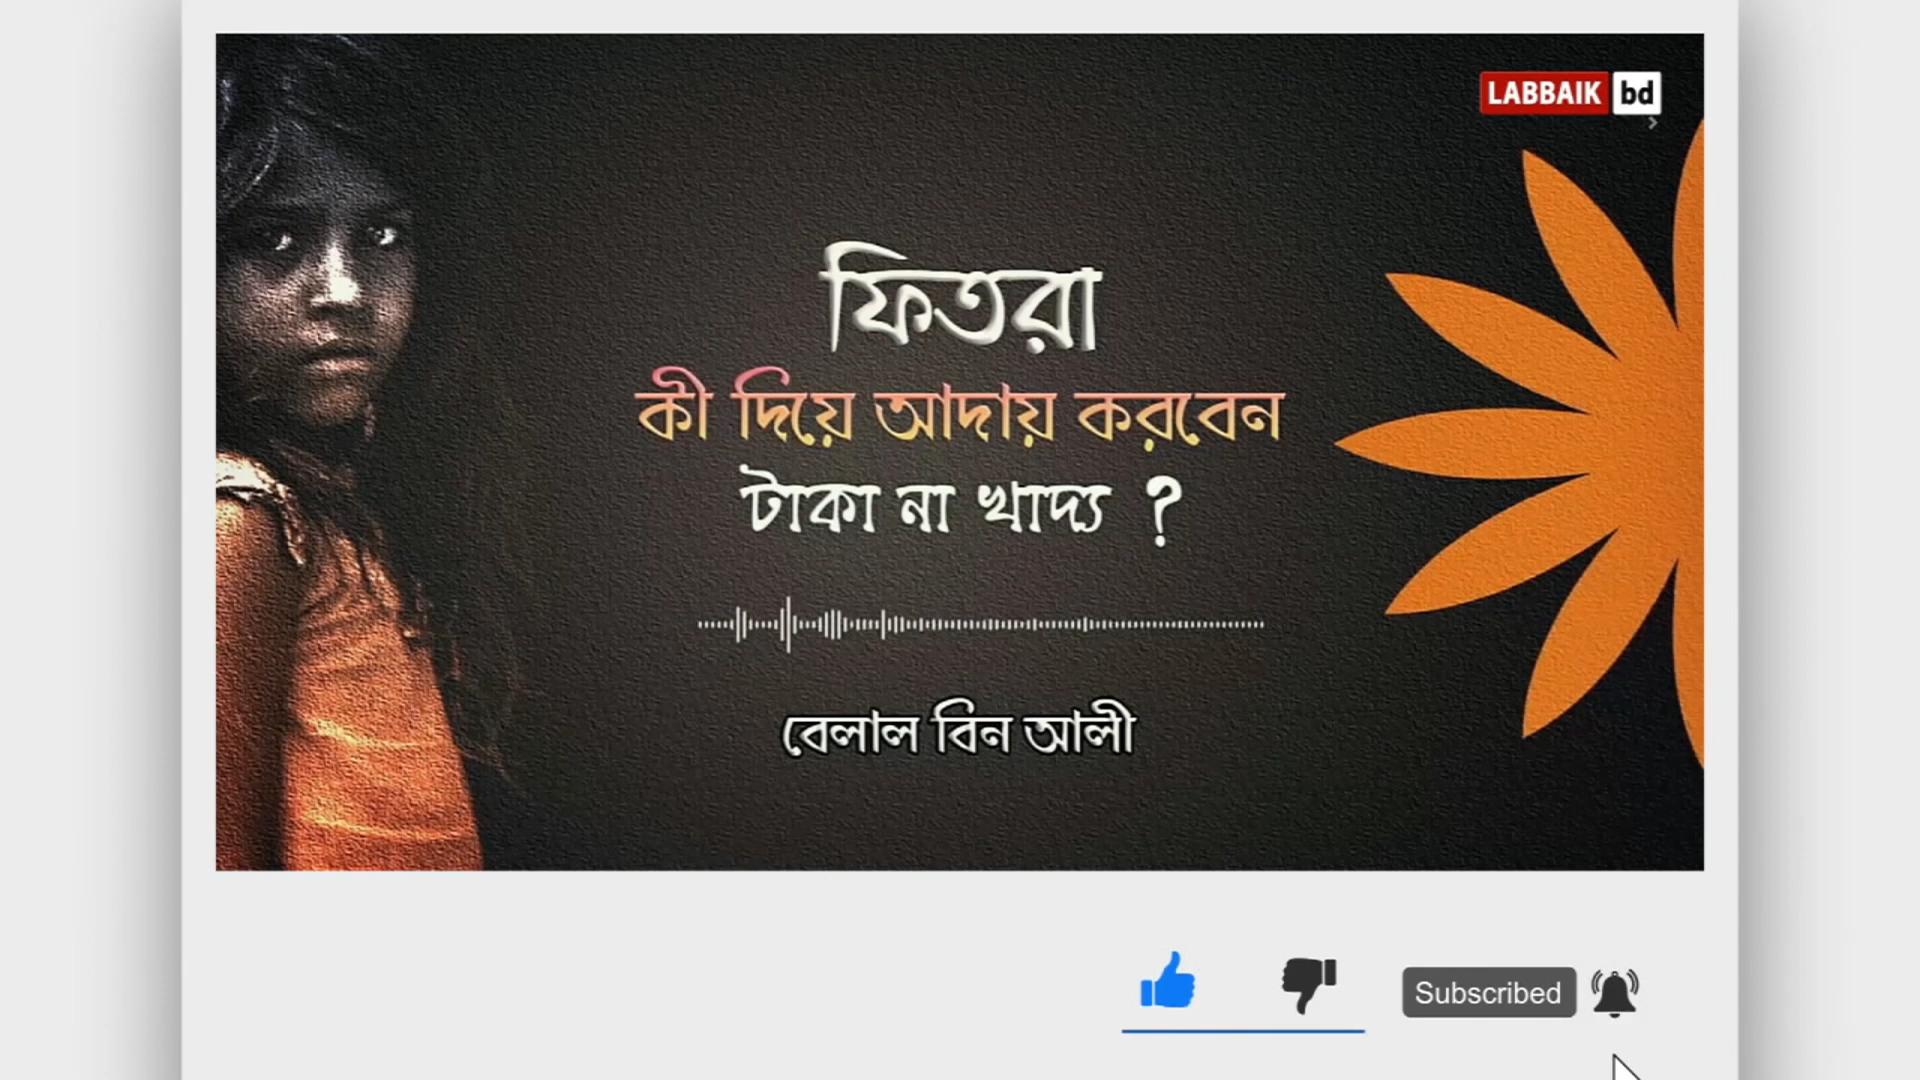 LABBAIK bd
ফিতরা
কী দিয়ে আদায় করবেন
টাকা না খাদ্য ?
বেলাল বিন আলী
Subscribed